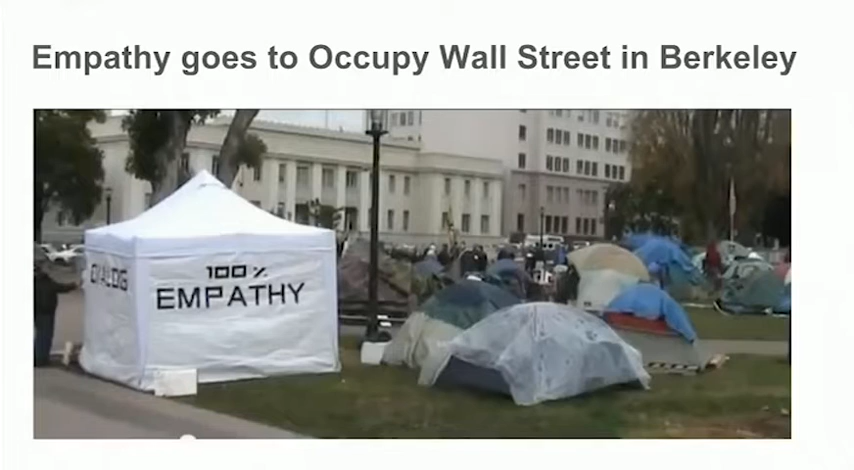 Empathy goes to Occupy Wall Street in Berkeley
DIALOG
100%
EMPATHY